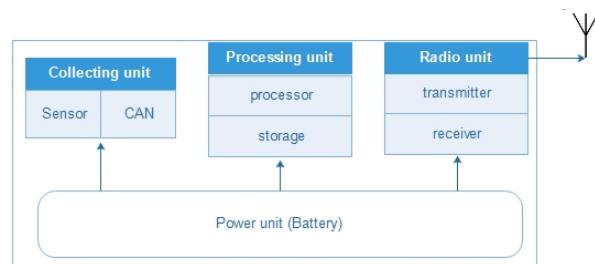 Collecting unit
Sensor
CAN
Processing unit
processor
storage
Radio unit
transmitter
receiver
Power unit (Battery)